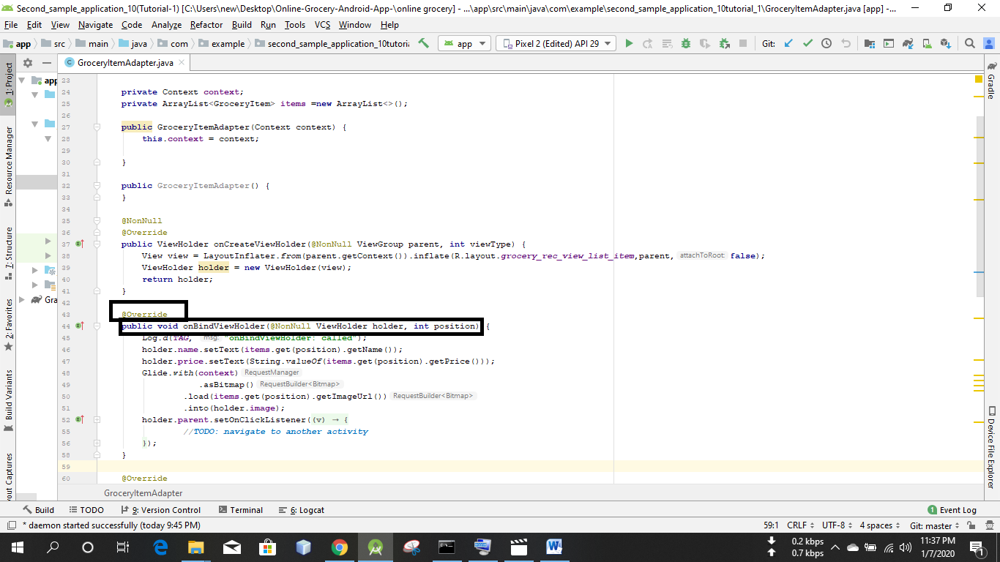 Second_sample_application_10(Tutorial-1) [C:\Users\new\Desktop\Online-Grocery-Android-App-\online grocery] - ...\app\src\main\java\com\example\second_sample_application_10tutorial_1\GroceryItemAdapter.java [app] -...
File Edit View Navigate Code Analyze Refactor Build Run Tools VCS Window Help
app src main java com example second_sample_application_10tutoria app Pixel 2 (Edited) API 29 Git:
1: Project
Resource Manager
7: Structure
2: Favorites
Build Variants
yout Captures
app
Gra
GroceryItemAdapter.java
23
24 private Context context;
25 private ArrayList<GroceryItem> items =new ArrayList<>();
26
27 public GroceryItemAdapter(Context context) {
28 this.context = context;
29
30 }
31
32 public GroceryItemAdapter() {
33 }
34
35 @NonNull
36 @Override
37 public ViewHolder onCreateViewHolder(@NonNull ViewGroup parent, int viewType) {
38 View view = LayoutInflater.from(parent.getContext()).inflate(R.layout.grocery_rec_view_list_item,parent, attachToRoot: false);
39 ViewHolder holder = new ViewHolder(view);
40 return holder;
41 }
42
43 @Override
44 public void onBindViewHolder(@NonNull ViewHolder holder, int position) {
45 Log.d(TAG, msg: "onBindViewHolder: called");
46 holder.name.setText(items.get(position).getName());
47 holder.price.setText(String.valueOf(items.get(position).getPrice()));
48 Glide.with(context) RequestManager
49 .asBitmap() RequestBuilder<Bitmap>
50 .load(items.get(position).getImageUrl()) RequestBuilder<Bitmap>
51 .into(holder.image);
52 holder.parent.setOnClickListener((v) → {
55 //TODO: navigate to another activity
56 });
58 }
59
60 @Override
GroceryItemAdapter
Gradle
Device File Explorer
Build TODO 9: Version Control Terminal 6: Logcat Event Log
1
* daemon started successfully (today 9:45 PM) 59:1 CRLF UTF-8 4 spaces Git: master
0.2 kbps
0.7 kbps
11:37 PM
1/7/2020
1